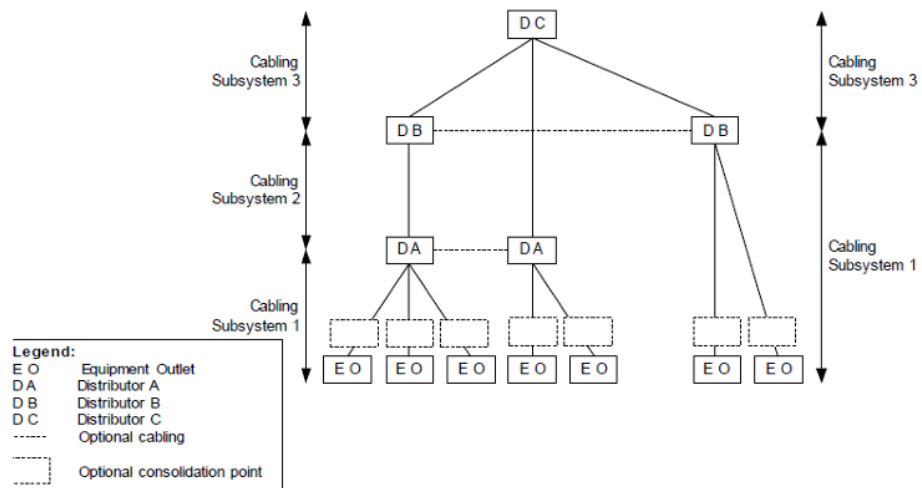 D C
Cabling
Subsystem 3
Cabling
Subsystem 3
D B
D B
Cabling
Subsystem 2
D A
D A
Cabling
Subsystem 1
Cabling
Subsystem 1
E O
E O
E O
E O
E O
E O
E O
Legend:
E O Equipment Outlet
D A Distributor A
D B Distributor B
D C Distributor C
Optional cabling
Optional consolidation point